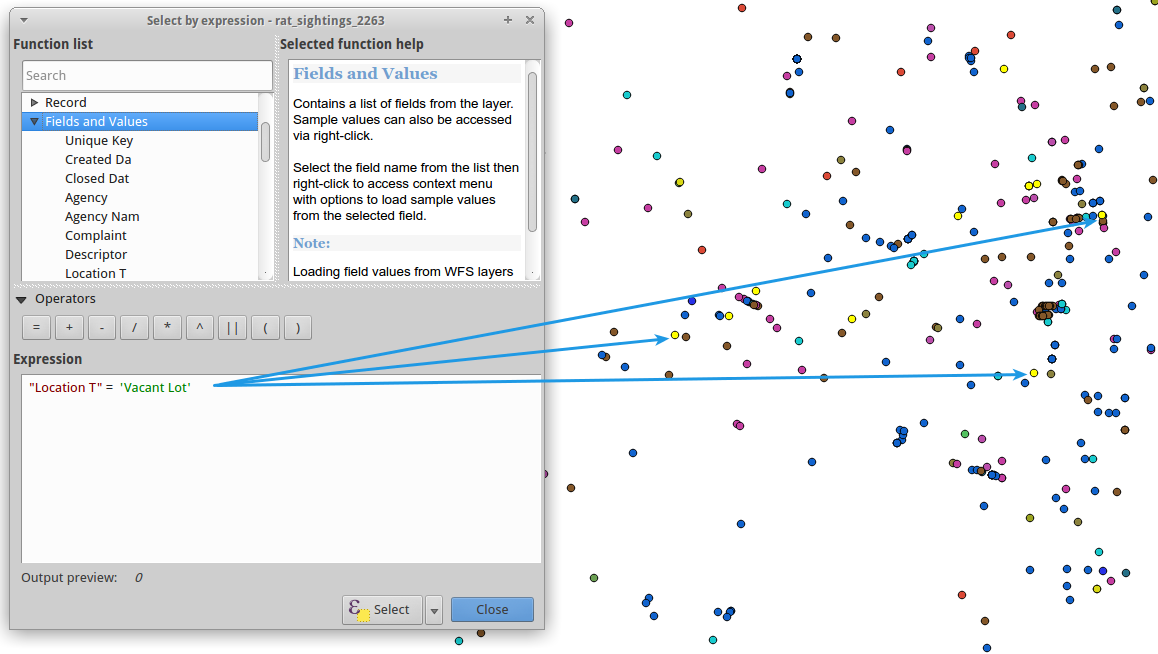 Select by expression - rat_sightings_2263
Function list
Search
Record
Fields and Values
Unique Key
Created Da
Closed Dat
Agency
Agency Nam
Complaint
Descriptor
Location T
Selected function help
Fields and Values
Contains a list of fields from the layer.
Sample values can also be accessed
via right-click.
Select the field name from the list then
right-click to access context menu
with options to load sample values
from the selected field.
Note:
Loading field values from WFS layers
Operators
= + - / * ^ || ( )
Expression
"Location T" = 'Vacant Lot'
Output preview: 0
Select Close